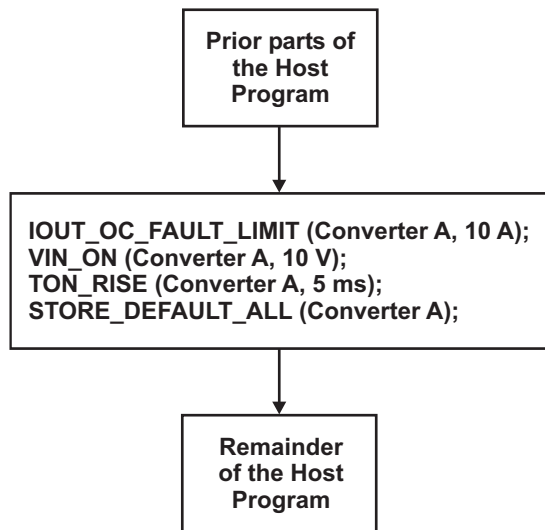 Prior parts of
the Host
Program
IOUT_OC_FAULT_LIMIT (Converter A, 10 A);
VIN_ON (Converter A, 10 V);
TON_RISE (Converter A, 5 ms);
STORE_DEFAULT_ALL (Converter A);
Remainder
of the Host
Program